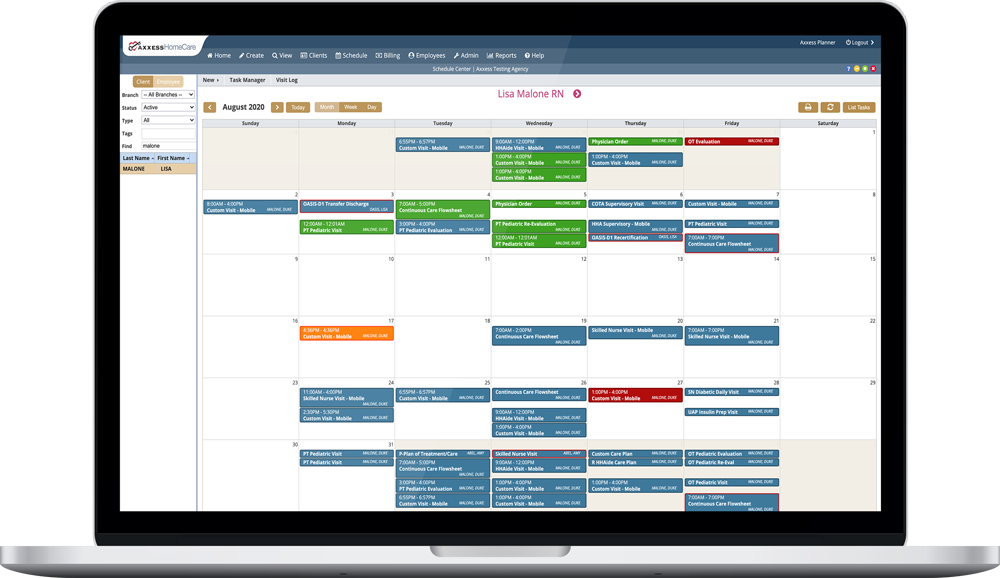 AXXESS HomeCare
Home Create View Clients Schedule Billing Employees Admin Reports Help
Axxess Planner Logout
Schedule Center | Axxess Testing Agency
Client Employee
Branch -- All Branches --
Status Active
Type All
Tags
Find malone
Last Name First Name
MALONE LISA
New Task Manager Visit Log
Lisa Malone RN
August 2020 Today Month Week Day
List Tasks
Sunday Monday Tuesday Wednesday Thursday Friday Saturday
1
6:55PM - 6:57PM
Custom Visit - Mobile MALONE, DUKE
9:00AM - 12:00PM
HHAide Visit - Mobile MALONE, DUKE
1:00PM - 4:00PM
Custom Visit - Mobile MALONE, DUKE
1:00PM - 4:00PM
Custom Visit - Mobile MALONE, DUKE
Physician Order MALONE, DUKE
1:00PM - 4:00PM
Custom Visit - Mobile MALONE, DUKE
OT Evaluation MALONE, DUKE
2 3 4 5 6 7 8
8:00AM - 4:00PM
Custom Visit - Mobile MALONE, DUKE
OASIS-D1 Transfer Discharge
OASIS, LISA
12:00AM - 12:01AM
PT Pediatric Visit MALONE, DUKE
7:00AM - 5:00PM
Continuous Care Flowsheet
MALONE, DUKE
3:00PM - 4:00PM
PT Pediatric Evaluation MALONE, DUKE
Physician Order MALONE, DUKE
PT Pediatric Re-Evaluation
MALONE, DUKE
12:00AM - 12:01AM
PT Pediatric Visit MALONE, DUKE
COTA Supervisory Visit MALONE, DUKE
HHA Supervisory - Mobile
MALONE, DUKE
OASIS-D1 Recertification OASIS, LISA
Custom Visit - Mobile MALONE, DUKE
PT Pediatric Visit MALONE, DUKE
7:00AM - 7:00PM
Continuous Care Flowsheet
MALONE, DUKE
9 10 11 12 13 14 15
16 17 18 19 20 21 22
4:36PM - 4:36PM
Custom Visit - Mobile MALONE, DUKE
7:00AM - 2:00PM
Continuous Care Flowsheet
MALONE, DUKE
Skilled Nurse Visit - Mobile
MALONE, DUKE
7:00AM - 7:00PM
Skilled Nurse Visit - Mobile
MALONE, DUKE
23 24 25 26 27 28 29
11:00AM - 4:00PM
Skilled Nurse Visit - Mobile
MALONE, DUKE
2:30PM - 5:30PM
Custom Visit - Mobile MALONE, DUKE
6:55PM - 6:57PM
Custom Visit - Mobile MALONE, DUKE
Continuous Care Flowsheet
MALONE, DUKE
9:00AM - 12:00PM
HHAide Visit - Mobile MALONE, DUKE
1:00PM - 4:00PM
Custom Visit - Mobile MALONE, DUKE
1:00PM - 4:00PM
Custom Visit - Mobile MALONE, DUKE
SN Diabetic Daily Visit MALONE, DUKE
UAP Insulin Prep Visit MALONE, DUKE
30 31
PT Pediatric Visit MALONE, DUKE
PT Pediatric Visit MALONE, DUKE
P-Plan of Treatment/Care ABEL, AMY
7:00AM - 5:00PM
Continuous Care Flowsheet
MALONE, DUKE
3:00PM - 4:00PM
PT Pediatric Evaluation MALONE, DUKE
6:55PM - 6:57PM
Custom Visit - Mobile MALONE, DUKE
Skilled Nurse Visit ABEL, AMY
9:00AM - 12:00PM
HHAide Visit - Mobile MALONE, DUKE
1:00PM - 4:00PM
Custom Visit - Mobile MALONE, DUKE
1:00PM - 4:00PM
Custom Visit - Mobile MALONE, DUKE
Custom Care Plan MALONE, DUKE
R HHAide Care Plan MALONE, DUKE
1:00PM - 4:00PM
Custom Visit - Mobile MALONE, DUKE
OT Pediatric Evaluation MALONE, DUKE
OT Pediatric Re-Eval MALONE, DUKE
OT Pediatric Visit MALONE, DUKE
7:00AM - 7:00PM
Continuous Care Flowsheet
MALONE, DUKE